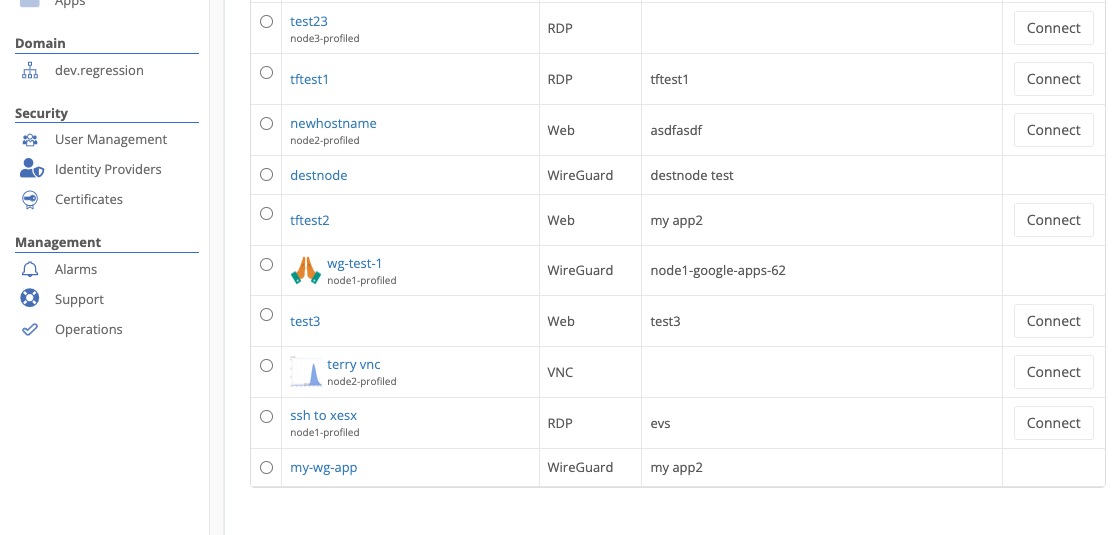 Apps
Domain
dev.regression
Security
User Management
Identity Providers
Certificates
Management
Alarms
Support
Operations
test23
node3-profiled
RDP
Connect
tftest1
RDP
tftest1
Connect
newhostname
node2-profiled
Web
asdfasdf
Connect
destnode
WireGuard
destnode test
tftest2
Web
my app2
Connect
wg-test-1
node1-profiled
WireGuard
node1-google-apps-62
test3
Web
test3
Connect
terry vnc
node2-profiled
VNC
Connect
ssh to xesx
node1-profiled
RDP
evs
Connect
my-wg-app
WireGuard
my app2